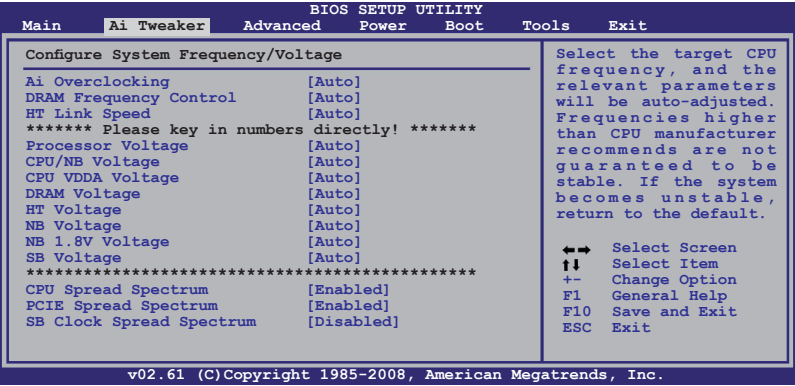 BIOS SETUP UTILITY
Main Ai Tweaker Advanced Power Boot Tools Exit
Configure System Frequency/Voltage
Ai Overclocking [Auto]
DRAM Frequency Control [Auto]
HT Link Speed [Auto]
******* Please key in numbers directly! *******
Processor Voltage [Auto]
CPU/NB Voltage [Auto]
CPU VDDA Voltage [Auto]
DRAM Voltage [Auto]
HT Voltage [Auto]
NB Voltage [Auto]
NB 1.8V Voltage [Auto]
SB Voltage [Auto]
***********************************************
CPU Spread Spectrum [Enabled]
PCIE Spread Spectrum [Enabled]
SB Clock Spread Spectrum [Disabled]
Select the target CPU
frequency, and the
relevant parameters
will be auto-adjusted.
Frequencies higher
than CPU manufacturer
recommends are not
guaranteed to be
stable. If the system
becomes unstable,
return to the default.
←→ Select Screen
↑↓ Select Item
+- Change Option
F1 General Help
F10 Save and Exit
ESC Exit
v02.61 (C)Copyright 1985-2008, American Megatrends, Inc.